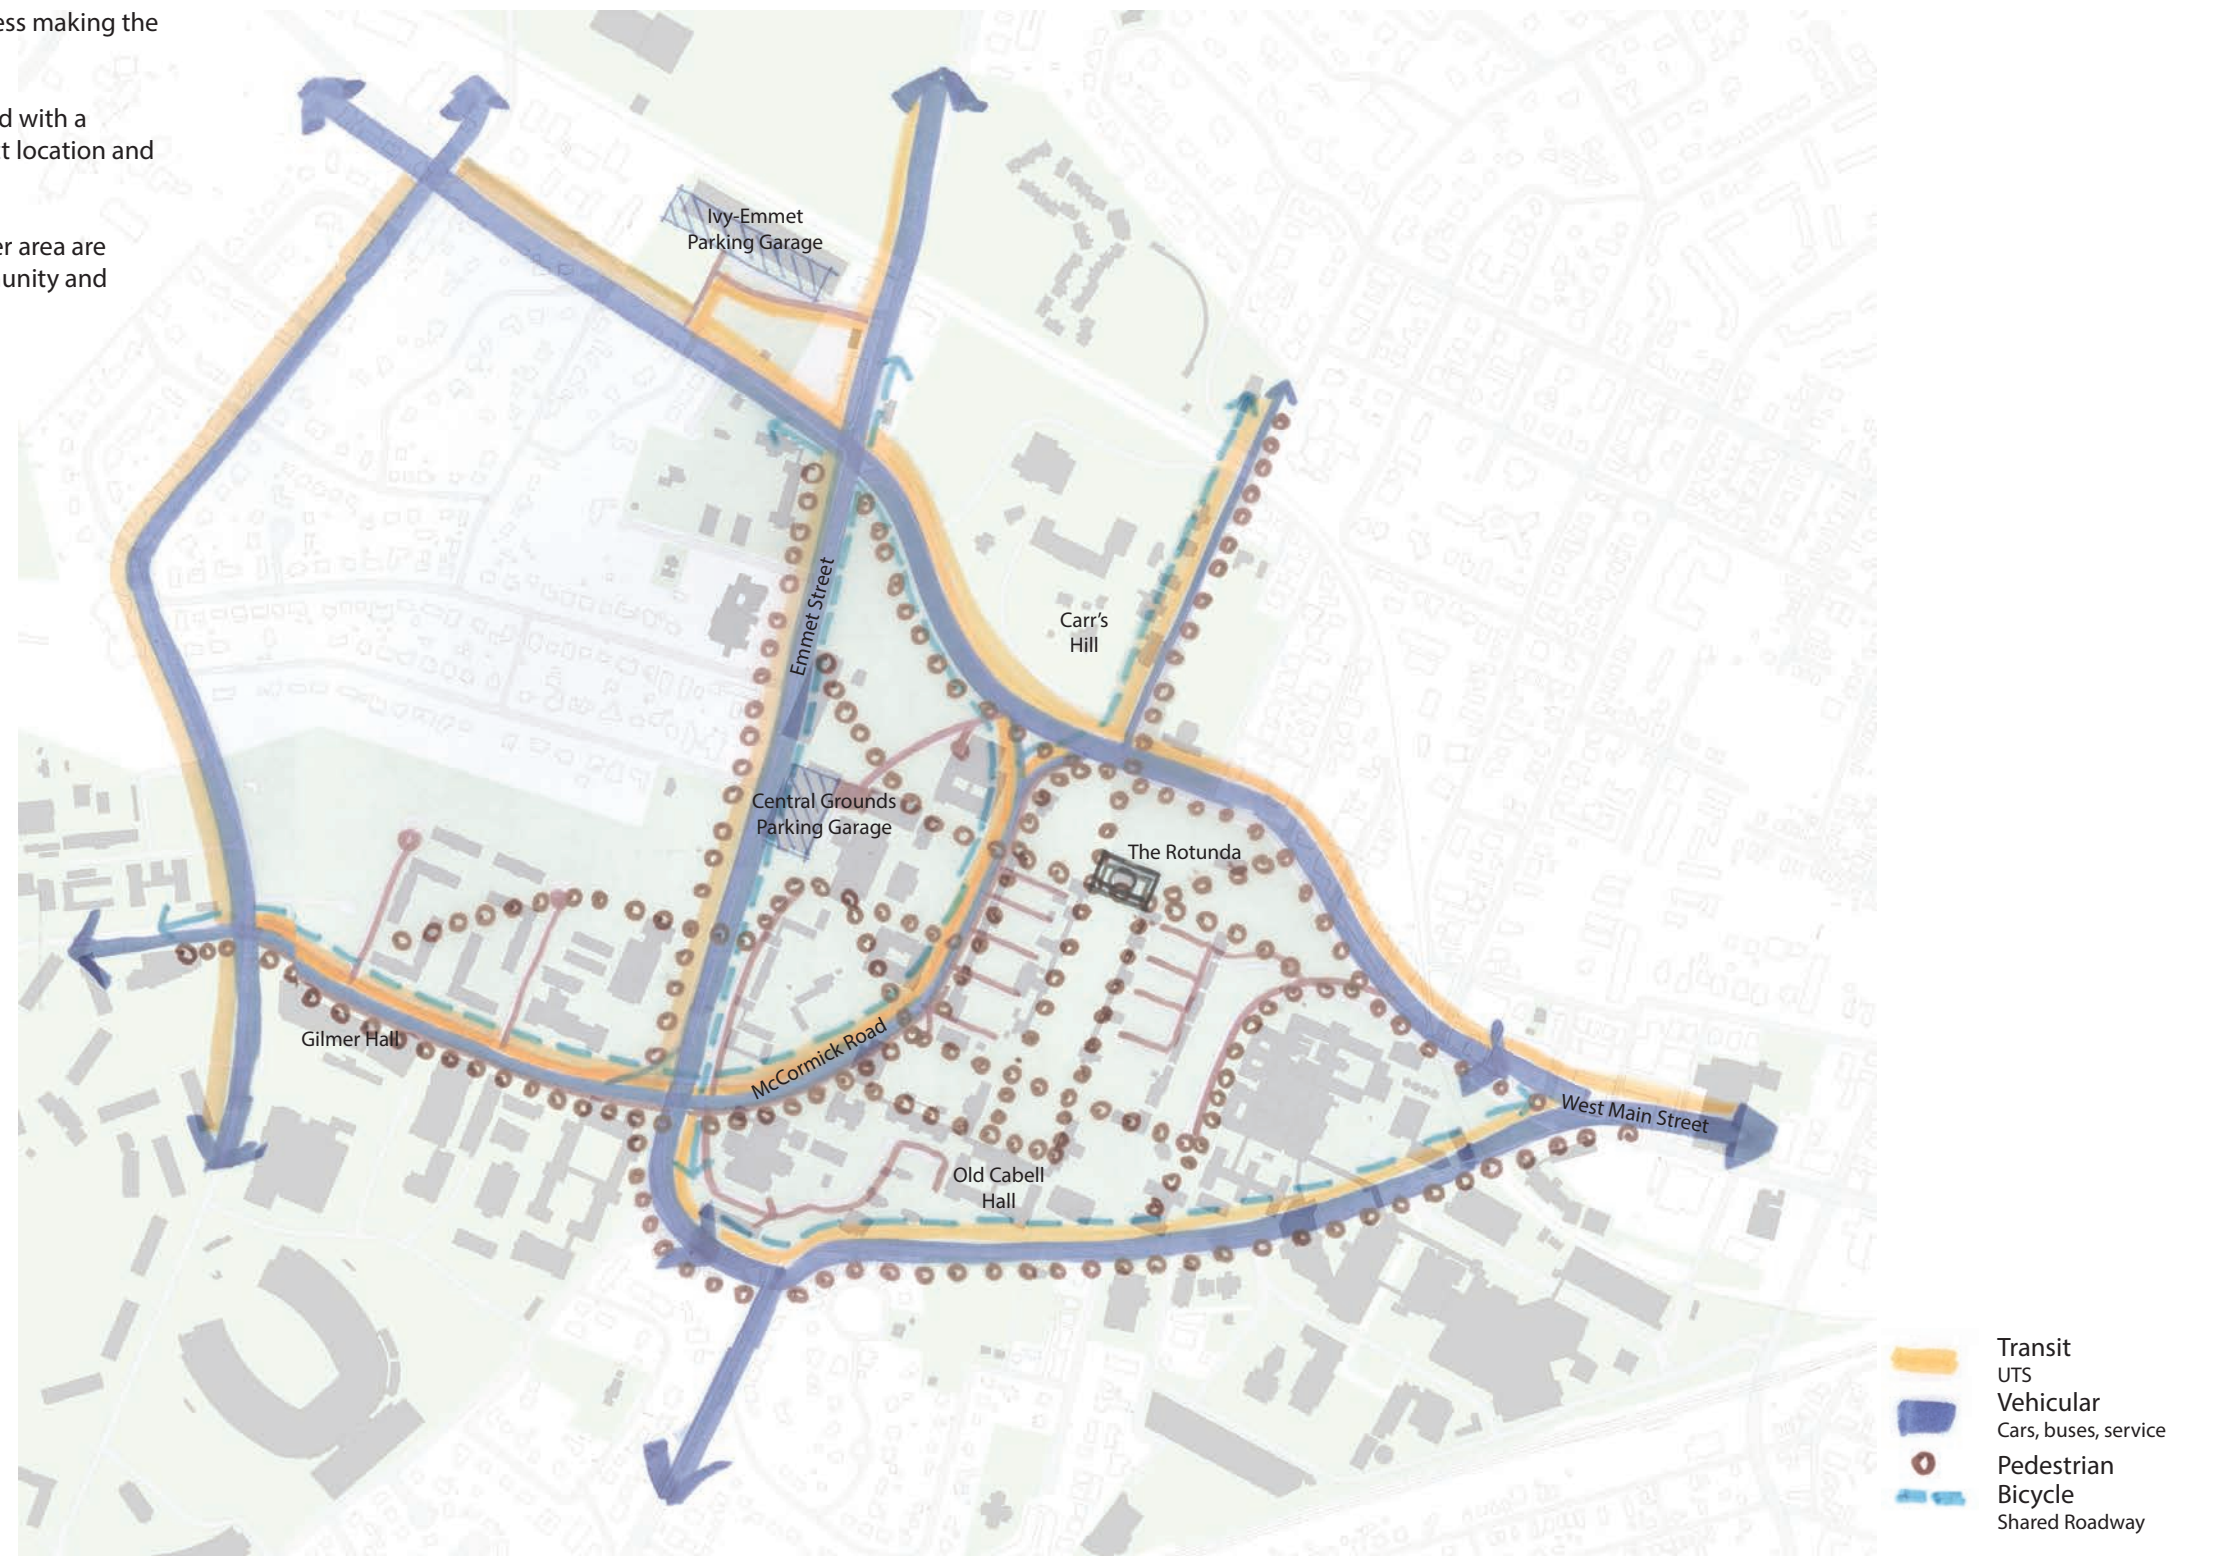 ess making the
d with a
t location and
er area are
unity and
Ivy-Emmet
Parking Garage
Emmet Street
Carr's
Hill
Central Grounds
Parking Garage
The Rotunda
Gilmer Hall
McCormick Road
West Main Street
Old Cabell
Hall
Transit
UTS
Vehicular
Cars, buses, service
Pedestrian
Bicycle
Shared Roadway